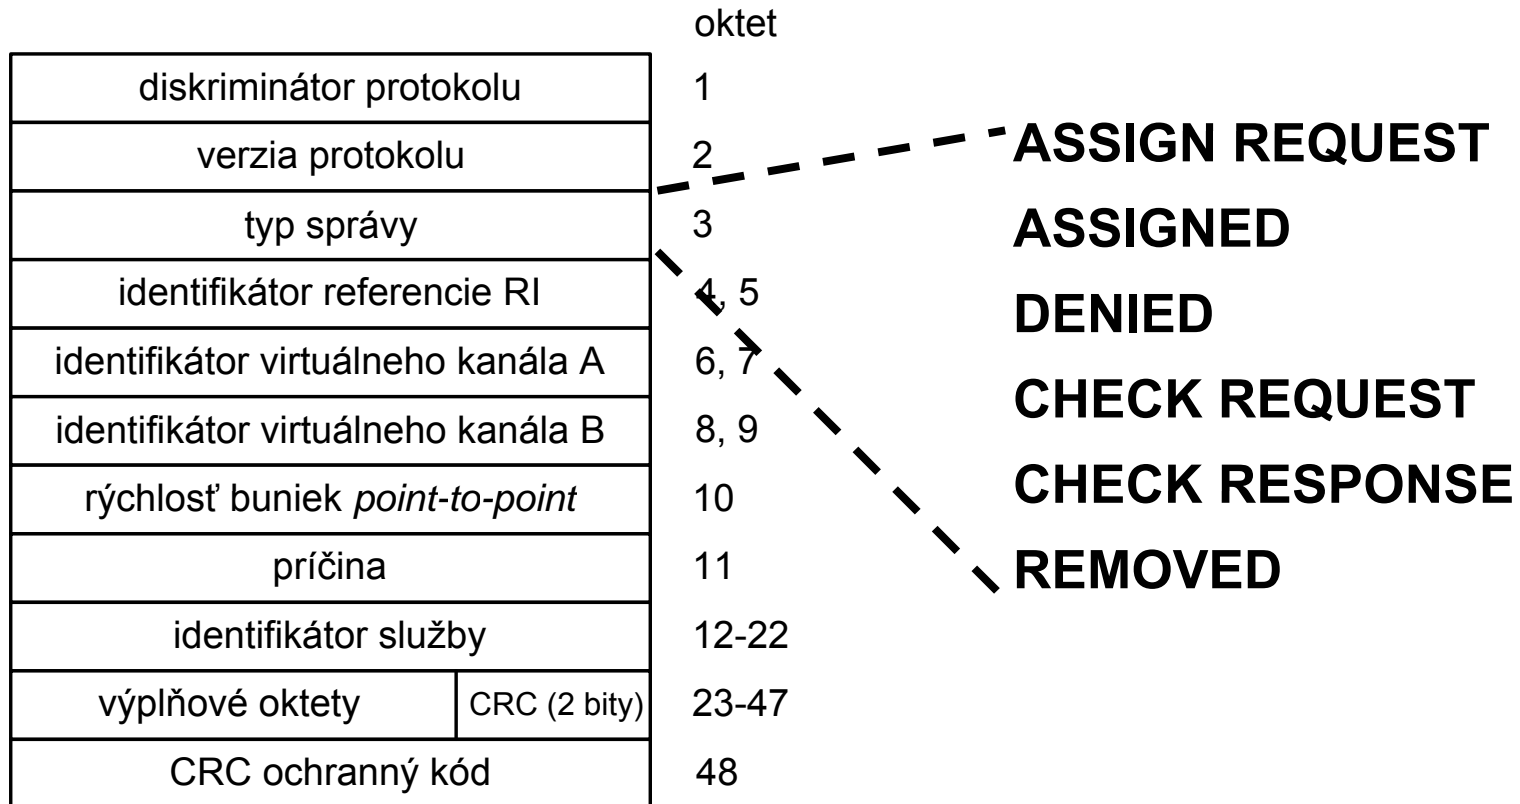 oktet
diskriminátor protokolu 1
verzia protokolu 2
typ správy 3
identifikátor referencie RI 4, 5
identifikátor virtuálneho kanála A 6, 7
identifikátor virtuálneho kanála B 8, 9
rýchlosť buniek point-to-point 10
príčina 11
identifikátor služby 12-22
výplňové oktety CRC (2 bity) 23-47
CRC ochranný kód 48
ASSIGN REQUEST
ASSIGNED
DENIED
CHECK REQUEST
CHECK RESPONSE
REMOVED